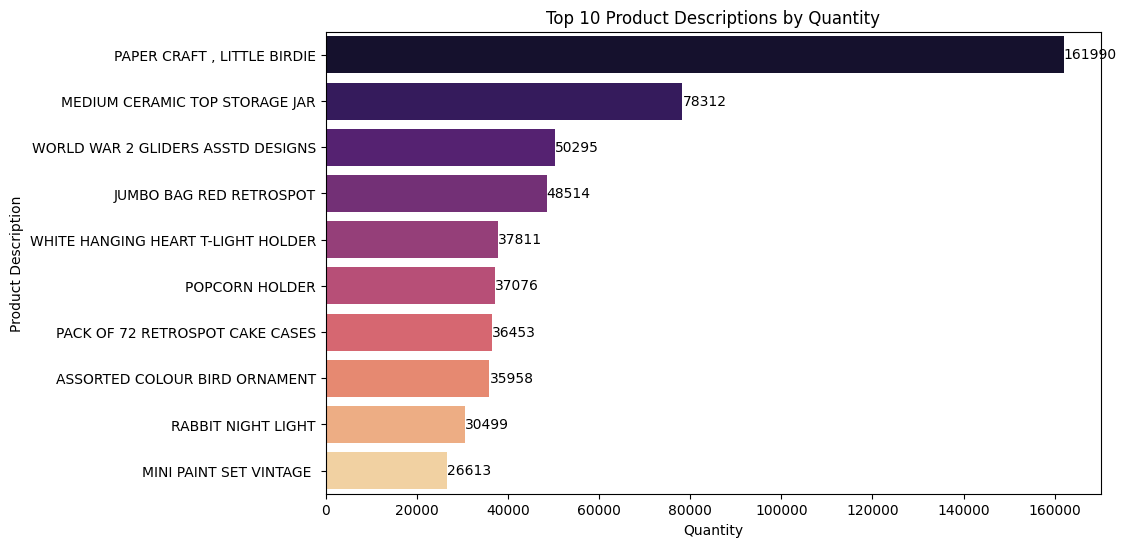 Top 10 Product Descriptions by Quantity
Product Description
PAPER CRAFT , LITTLE BIRDIE 161990
MEDIUM CERAMIC TOP STORAGE JAR 78312
WORLD WAR 2 GLIDERS ASSTD DESIGNS 50295
JUMBO BAG RED RETROSPOT 48514
WHITE HANGING HEART T-LIGHT HOLDER 37811
POPCORN HOLDER 37076
PACK OF 72 RETROSPOT CAKE CASES 36453
ASSORTED COLOUR BIRD ORNAMENT 35958
RABBIT NIGHT LIGHT 30499
MINI PAINT SET VINTAGE 26613
0 20000 40000 60000 80000 100000 120000 140000 160000
Quantity